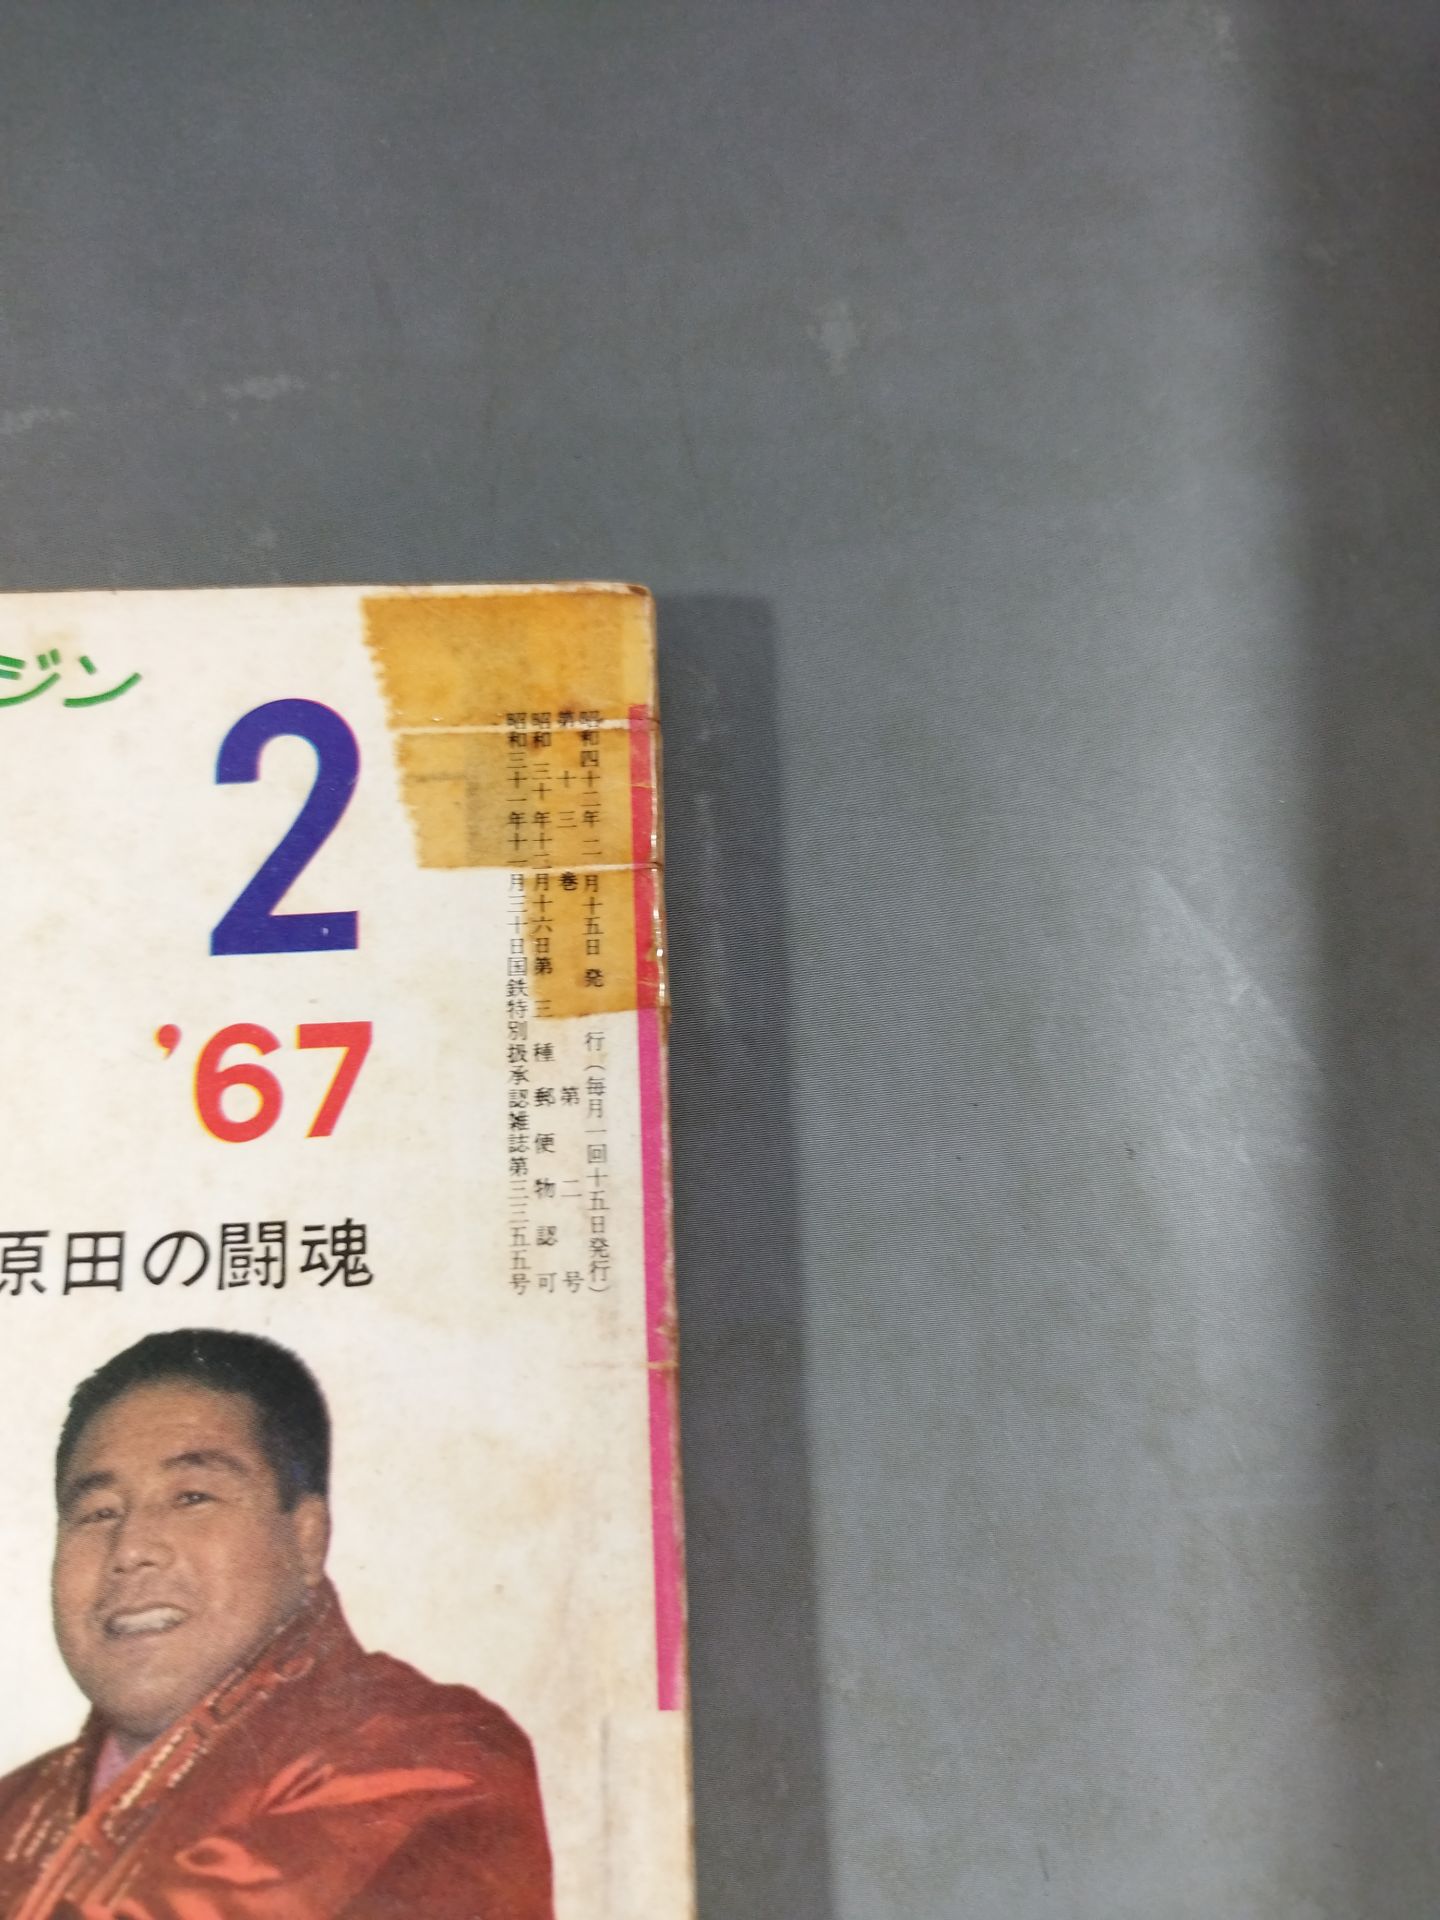 ジン
2
'67
原田の闘魂
昭和四十二年二月十五日発行(毎月一回十五日発行)
第十三巻 第二号
昭和三十年十二月十六日第三種郵便物認可
昭和三十一年十一月三十日国鉄特別扱承認雑誌第三三五五号